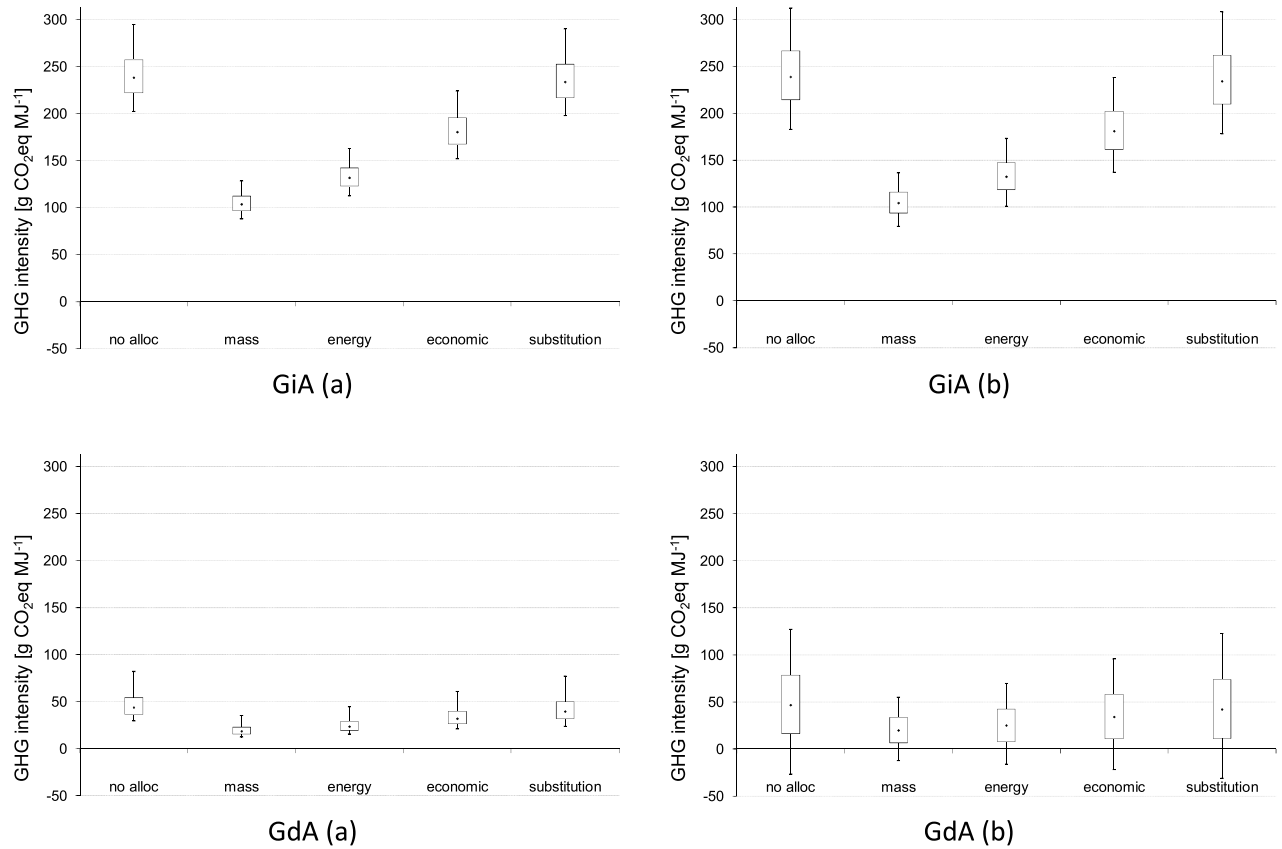 GHG intensity [g CO₂eq MJ⁻¹]
300
250
200
150
100
50
0
-50
no alloc mass energy economic substitution
GiA (a)
GHG intensity [g CO₂eq MJ⁻¹]
300
250
200
150
100
50
0
-50
no alloc mass energy economic substitution
GiA (b)
GHG intensity [g CO₂eq MJ⁻¹]
300
250
200
150
100
50
0
-50
no alloc mass energy economic substitution
GdA (a)
GHG intensity [g CO₂eq MJ⁻¹]
300
250
200
150
100
50
0
-50
no alloc mass energy economic substitution
GdA (b)